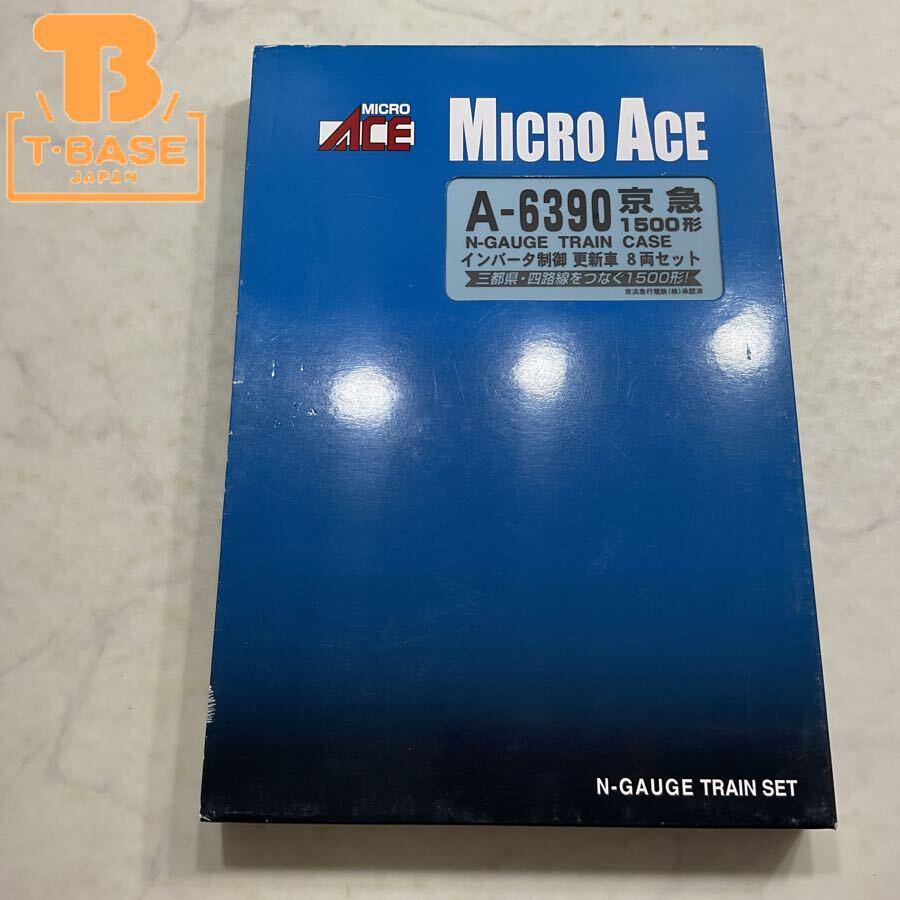 B
T・BASE
JAPAN
MICRO
ACE
MICRO ACE
A-6390 京急
1500形
N-GAUGE TRAIN CASE
インバータ制御 更新車 8両セット
三都県・四路線をつなぐ1500形!
京浜急行電鉄(株)承認済
N-GAUGE TRAIN SET